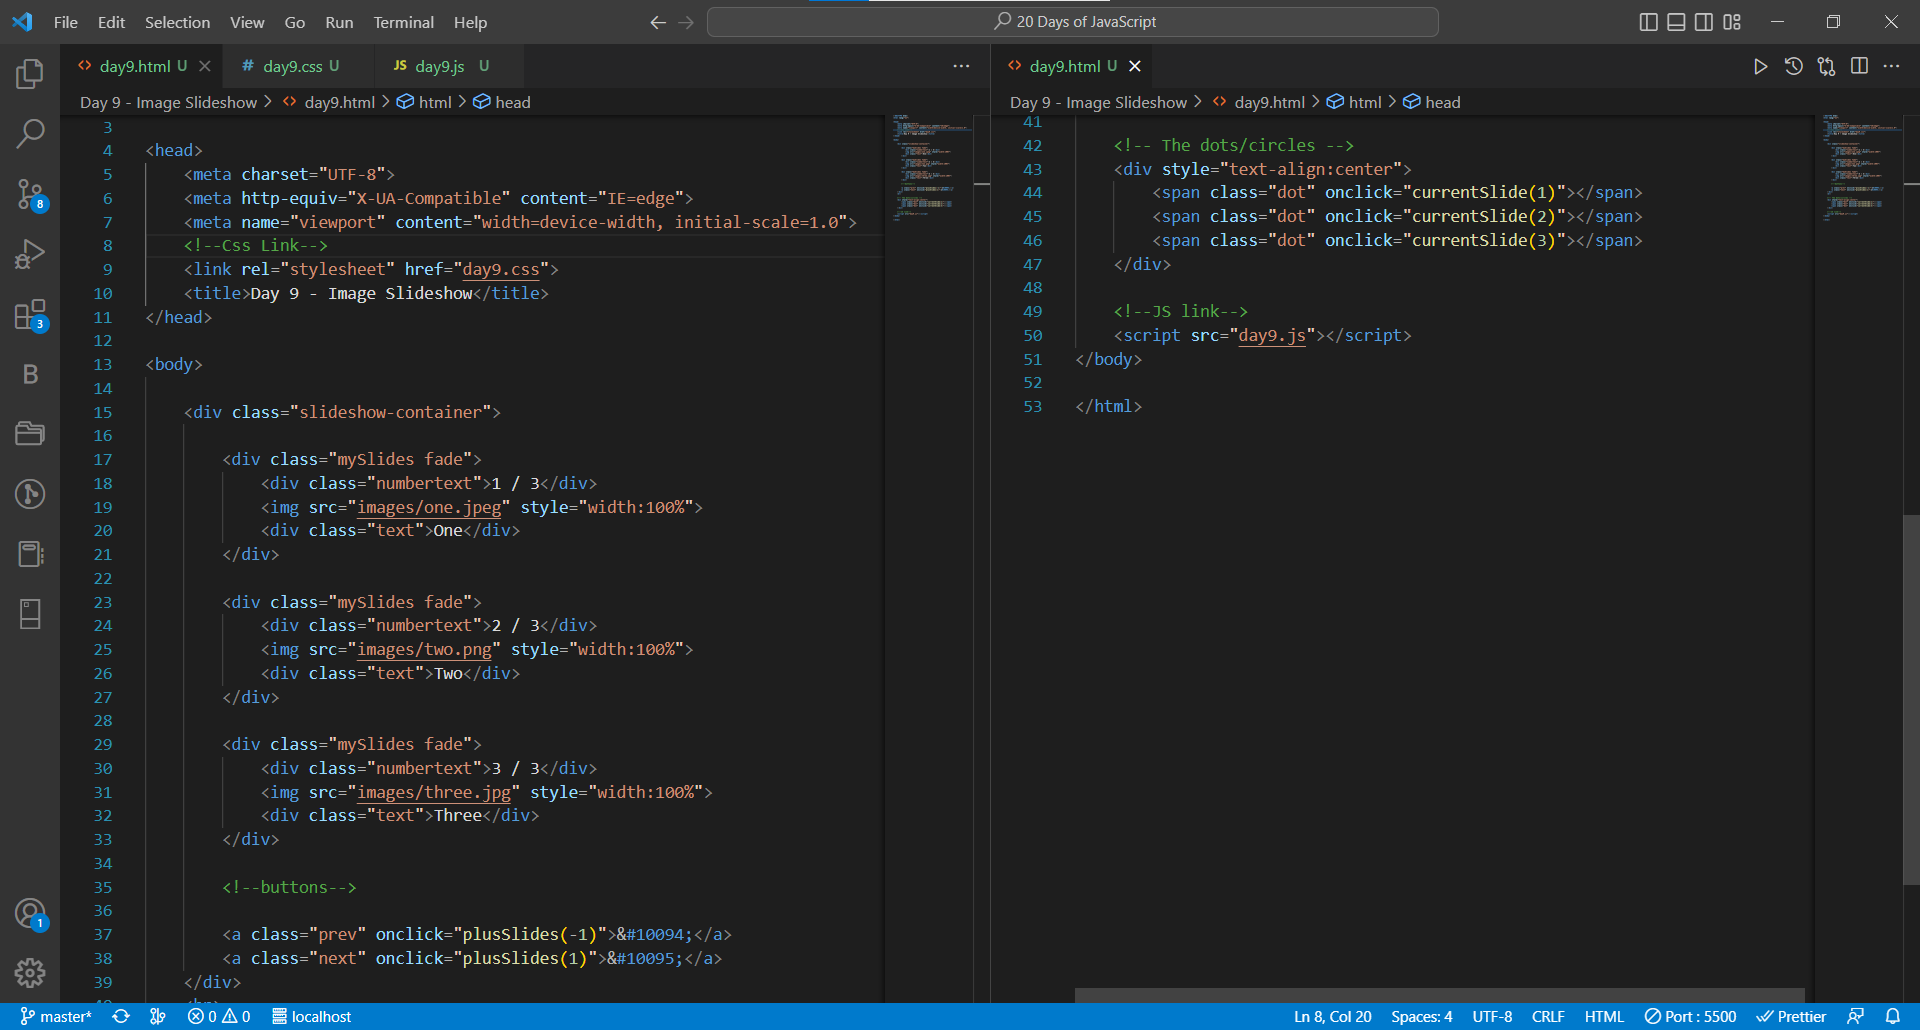 File Edit Selection View Go Run Terminal Help
20 Days of JavaScript
day9.html U
# day9.css U
JS day9.js U
Day 9 - Image Slideshow > day9.html > html > head
3
4 <head>
5 <meta charset="UTF-8">
6 <meta http-equiv="X-UA-Compatible" content="IE=edge">
7 <meta name="viewport" content="width=device-width, initial-scale=1.0">
8 <!--Css Link-->
9 <link rel="stylesheet" href="day9.css">
10 <title>Day 9 - Image Slideshow</title>
11 </head>
12
13 <body>
14
15 <div class="slideshow-container">
16
17 <div class="mySlides fade">
18 <div class="numbertext">1 / 3</div>
19 <img src="images/one.jpeg" style="width:100%">
20 <div class="text">One</div>
21 </div>
22
23 <div class="mySlides fade">
24 <div class="numbertext">2 / 3</div>
25 <img src="images/two.png" style="width:100%">
26 <div class="text">Two</div>
27 </div>
28
29 <div class="mySlides fade">
30 <div class="numbertext">3 / 3</div>
31 <img src="images/three.jpg" style="width:100%">
32 <div class="text">Three</div>
33 </div>
34
35 <!--buttons-->
36
37 <a class="prev" onclick="plusSlides(-1)">&#10094;</a>
38 <a class="next" onclick="plusSlides(1)">&#10095;</a>
39 </div>
day9.html U
Day 9 - Image Slideshow > day9.html > html > head
41
42 <!-- The dots/circles -->
43 <div style="text-align:center">
44 <span class="dot" onclick="currentSlide(1)"></span>
45 <span class="dot" onclick="currentSlide(2)"></span>
46 <span class="dot" onclick="currentSlide(3)"></span>
47 </div>
48
49 <!--JS link-->
50 <script src="day9.js"></script>
51 </body>
52
53 </html>
8
3
B
1
master* 0 0 localhost
Ln 8, Col 20 Spaces: 4 UTF-8 CRLF HTML Port : 5500 Prettier